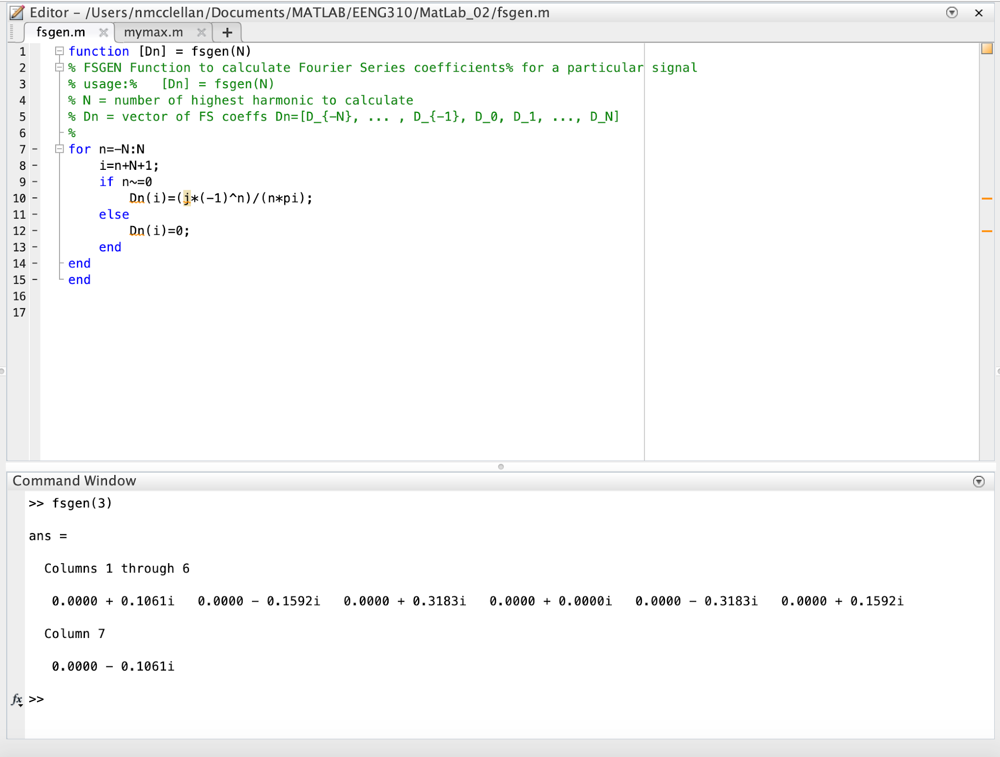 Editor – /Users/nmcclellan/Documents/MATLAB/EENG310/MatLab_02/fsgen.m
fsgen.m mymax.m +
1 function [Dn] = fsgen(N)
2 % FSGEN Function to calculate Fourier Series coefficients% for a particular signal
3 % usage:%   [Dn] = fsgen(N)
4 % N = number of highest harmonic to calculate
5 % Dn = vector of FS coeffs Dn=[D_{-N}, ... , D_{-1}, D_0, D_1, ..., D_N]
6 %
7 – for n=-N:N
8 – i=n+N+1;
9 – if n~=0
10 – Dn(i)=(j*(-1)^n)/(n*pi);
11 – else
12 – Dn(i)=0;
13 – end
14 – end
15 – end
16
17
Command Window
>> fsgen(3)
ans =
Columns 1 through 6
0.0000 + 0.1061i   0.0000 - 0.1592i   0.0000 + 0.3183i   0.0000 + 0.0000i   0.0000 - 0.3183i   0.0000 + 0.1592i
Column 7
0.0000 - 0.1061i
fx >>